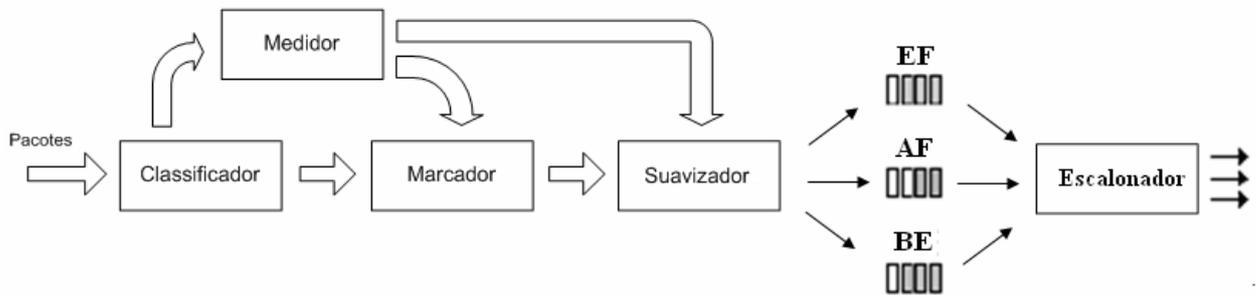 Medidor
EF
Pacotes
Classificador
Marcador
Suavizador
AF
Escalonador
BE